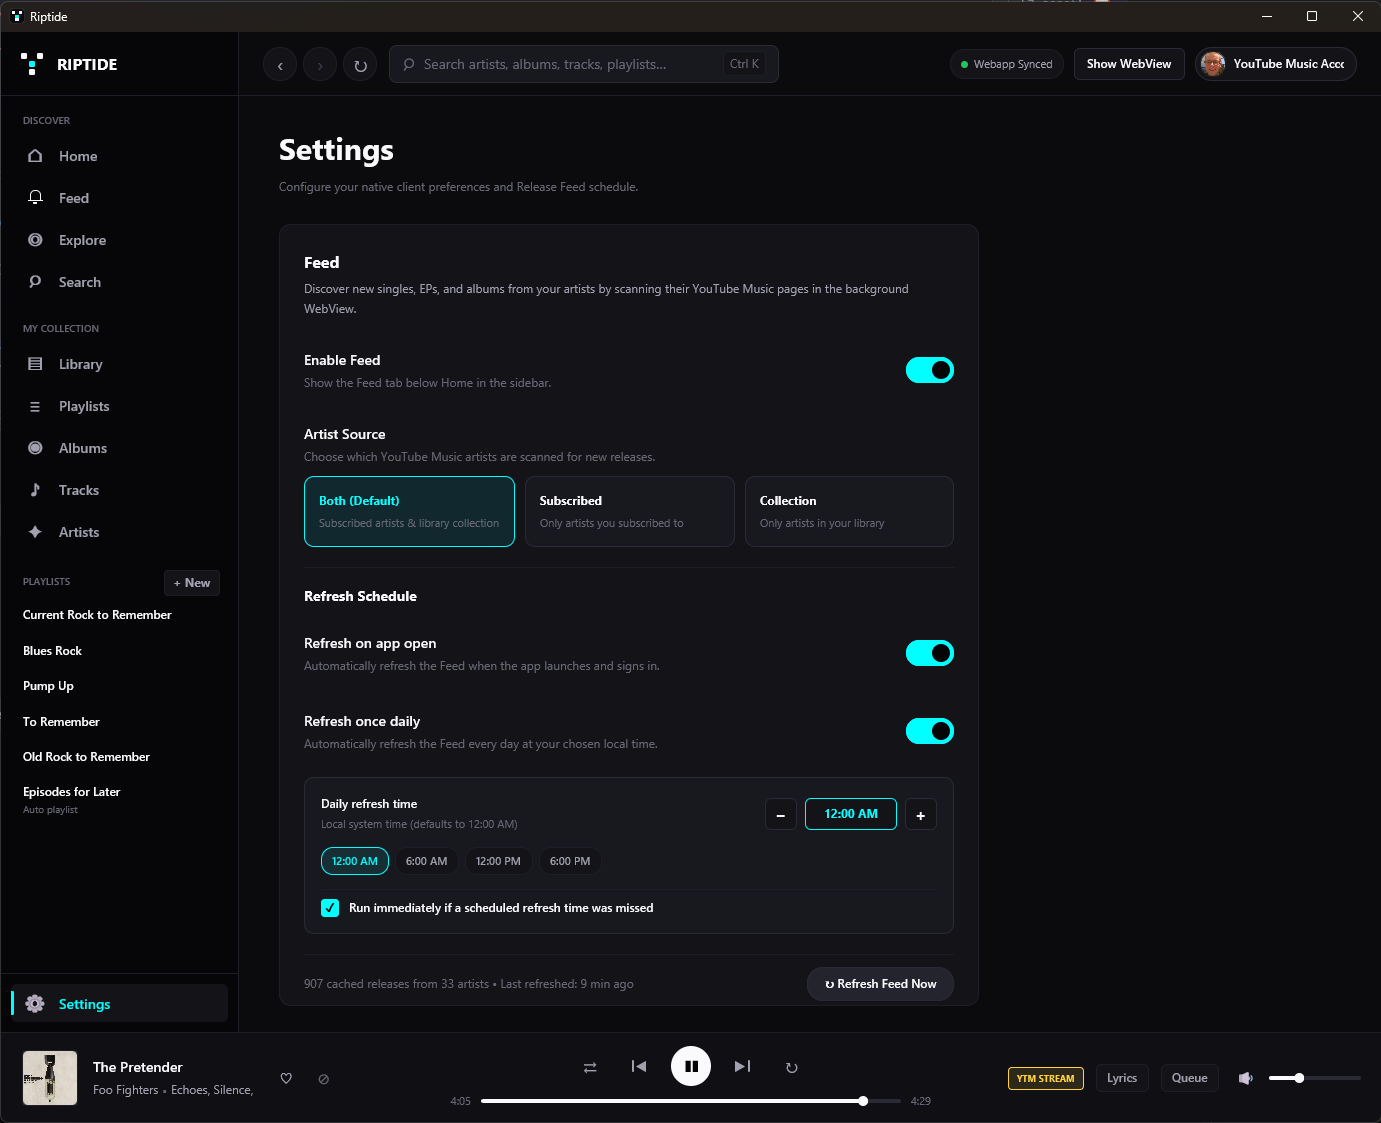 Riptide
RIPTIDE
Search artists, albums, tracks, playlists...
Ctrl K
Webapp Synced
Show WebView
YouTube Music Acc
DISCOVER
Home
Feed
Explore
Search
MY COLLECTION
Library
Playlists
Albums
Tracks
Artists
PLAYLISTS
+ New
Current Rock to Remember
Blues Rock
Pump Up
To Remember
Old Rock to Remember
Episodes for Later
Auto playlist
Settings
Settings
Configure your native client preferences and Release Feed schedule.
Feed
Discover new singles, EPs, and albums from your artists by scanning their YouTube Music pages in the background
WebView.
Enable Feed
Show the Feed tab below Home in the sidebar.
Artist Source
Choose which YouTube Music artists are scanned for new releases.
Both (Default)
Subscribed artists & library collection
Subscribed
Only artists you subscribed to
Collection
Only artists in your library
Refresh Schedule
Refresh on app open
Automatically refresh the Feed when the app launches and signs in.
Refresh once daily
Automatically refresh the Feed every day at your chosen local time.
Daily refresh time
Local system time (defaults to 12:00 AM)
− 12:00 AM +
12:00 AM 6:00 AM 12:00 PM 6:00 PM
Run immediately if a scheduled refresh time was missed
907 cached releases from 33 artists • Last refreshed: 9 min ago
↻ Refresh Feed Now
The Pretender
Foo Fighters • Echoes, Silence,
4:05
4:29
YTM STREAM
Lyrics
Queue